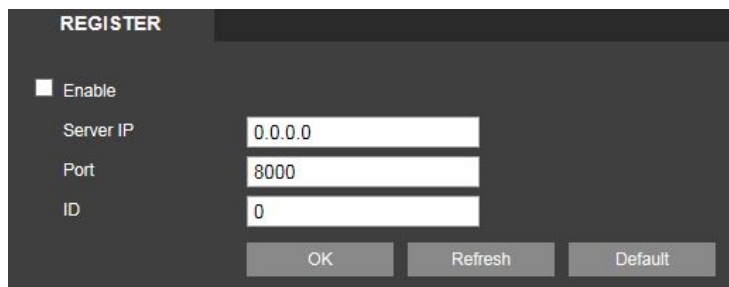 REGISTER
Enable
Server IP 0.0.0.0
Port 8000
ID 0
OK Refresh Default